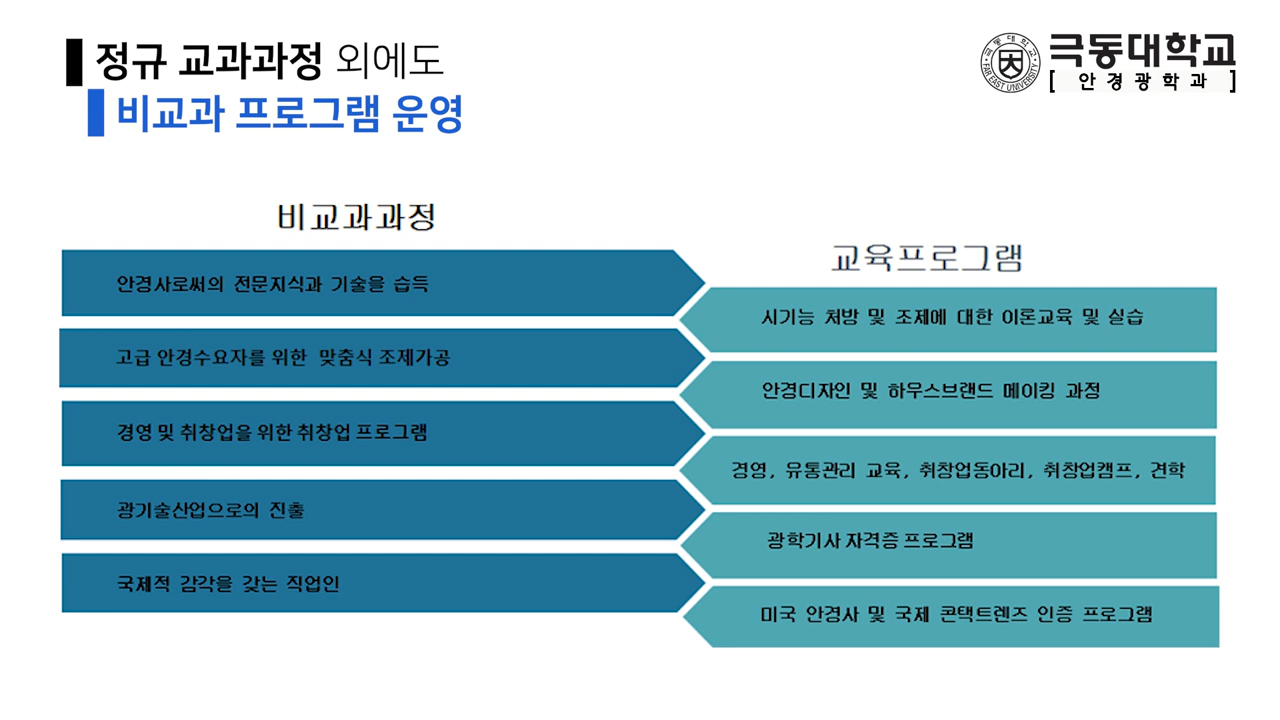 정규 교과과정 외에도
비교과 프로그램 운영
극동대학교
[ 안경광학과 ]
극동대학교
FAR EAST UNIVERSITY
大
비교과과정
교육프로그램
안경사로써의 전문지식과 기술을 습득
시기능 처방 및 조제에 대한 이론교육 및 실습
고급 안경수요자를 위한 맞춤식 조제가공
안경디자인 및 하우스브랜드 메이킹 과정
경영 및 취창업을 위한 취창업 프로그램
경영, 유통관리 교육, 취창업동아리, 취창업캠프, 견학
광기술산업으로의 진출
광학기사 자격증 프로그램
국제적 감각을 갖는 직업인
미국 안경사 및 국제 콘택트렌즈 인증 프로그램